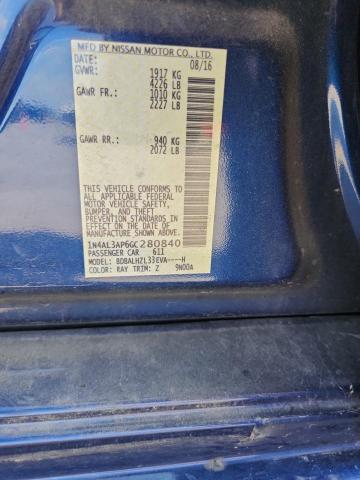 MFD BY NISSAN MOTOR CO., LTD.
DATE: 08/16
GVWR: 1917 KG
4226 LB
GAWR FR.: 1010 KG
2227 LB
GAWR RR.: 940 KG
2072 LB
THIS VEHICLE CONFORMS TO
ALL APPLICABLE FEDERAL
MOTOR VEHICLE SAFETY,
BUMPER, AND THEFT PREVENTION
STANDARDS IN EFFECT ON THE
DATE OF MANUFACTURE SHOWN ABOVE.
1N4AL3AP6GC280840
PASSENGER CAR 611
MODEL: BDBALHZL33EVA----H
COLOR: RAY TRIM: Z 9N00A